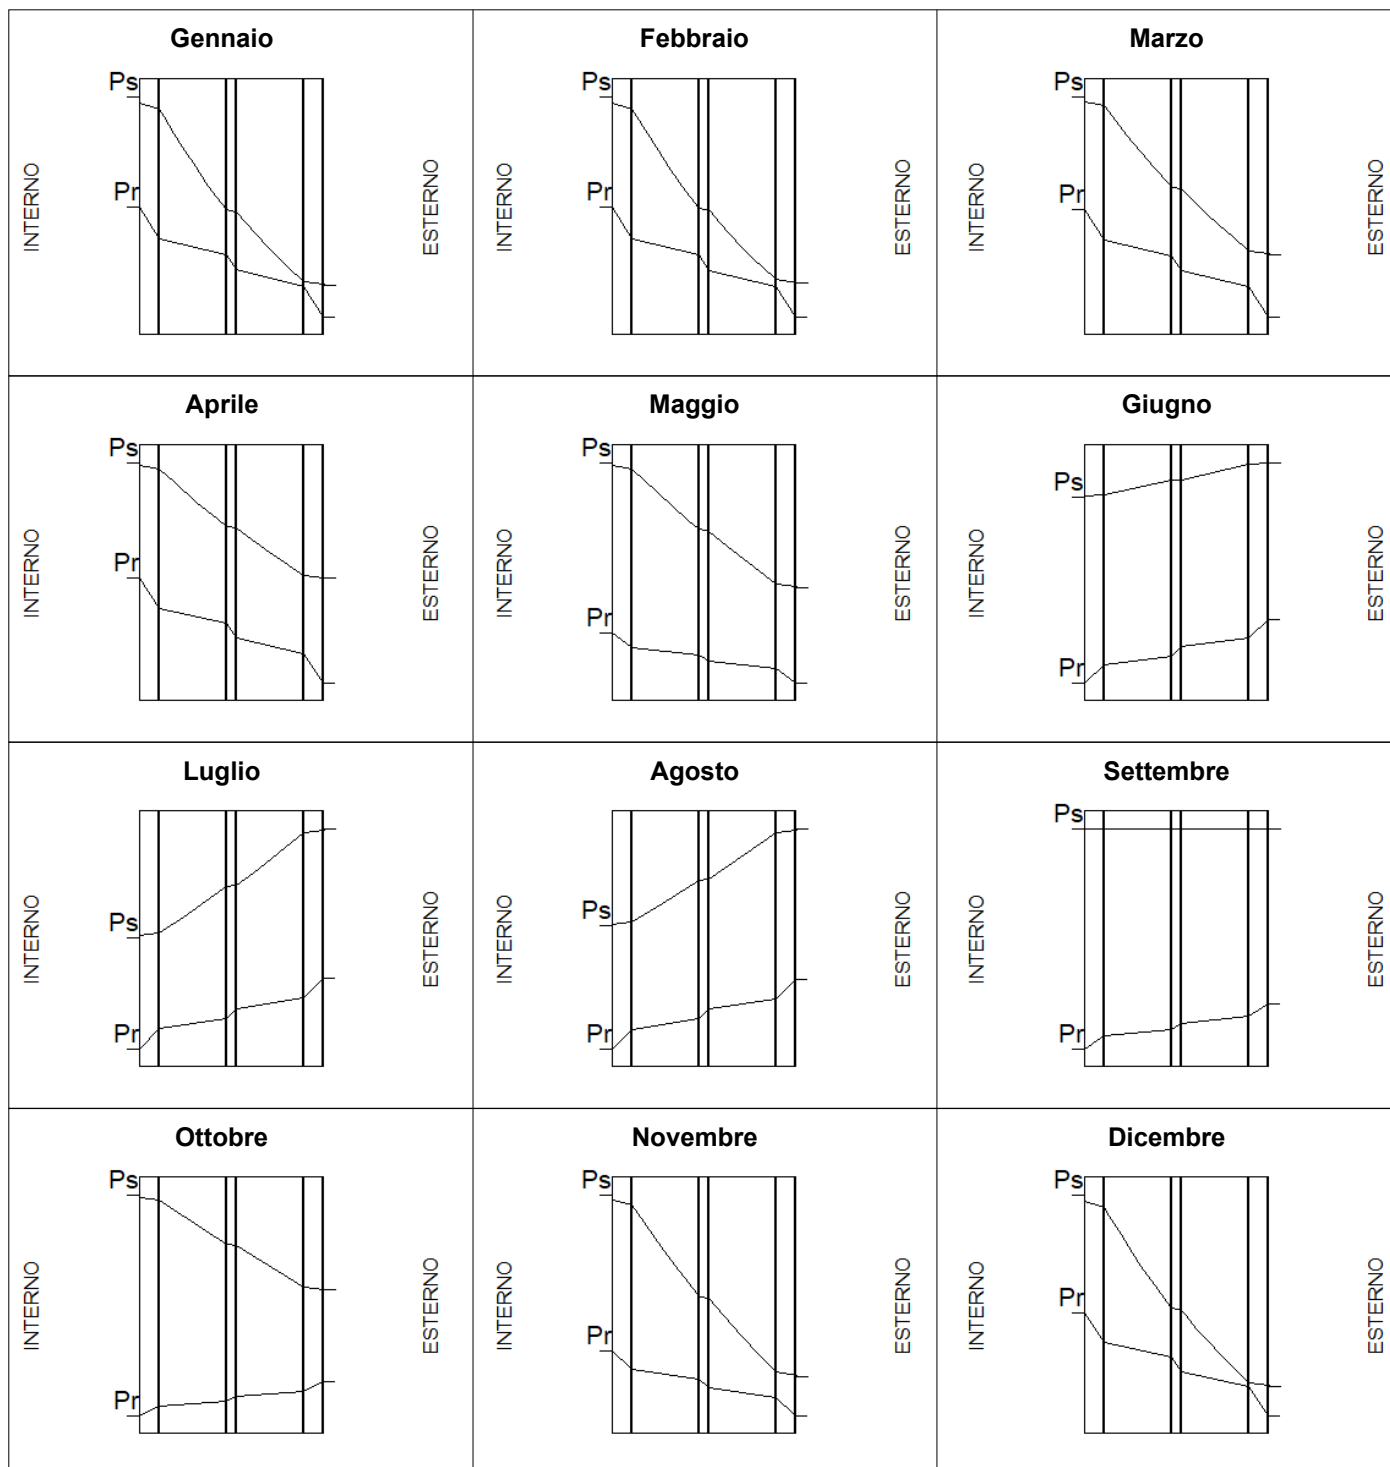 Gennaio
Febbraio
Marzo
INTERNO
Ps
Pr
ESTERNO
INTERNO
Ps
Pr
ESTERNO
INTERNO
Ps
Pr
ESTERNO
Aprile
Maggio
Giugno
INTERNO
Ps
Pr
ESTERNO
INTERNO
Ps
Pr
ESTERNO
INTERNO
Ps
Pr
ESTERNO
Luglio
Agosto
Settembre
INTERNO
Ps
Pr
ESTERNO
INTERNO
Ps
Pr
ESTERNO
INTERNO
Ps
Pr
ESTERNO
Ottobre
Novembre
Dicembre
INTERNO
Ps
Pr
ESTERNO
INTERNO
Ps
Pr
ESTERNO
INTERNO
Ps
Pr
ESTERNO